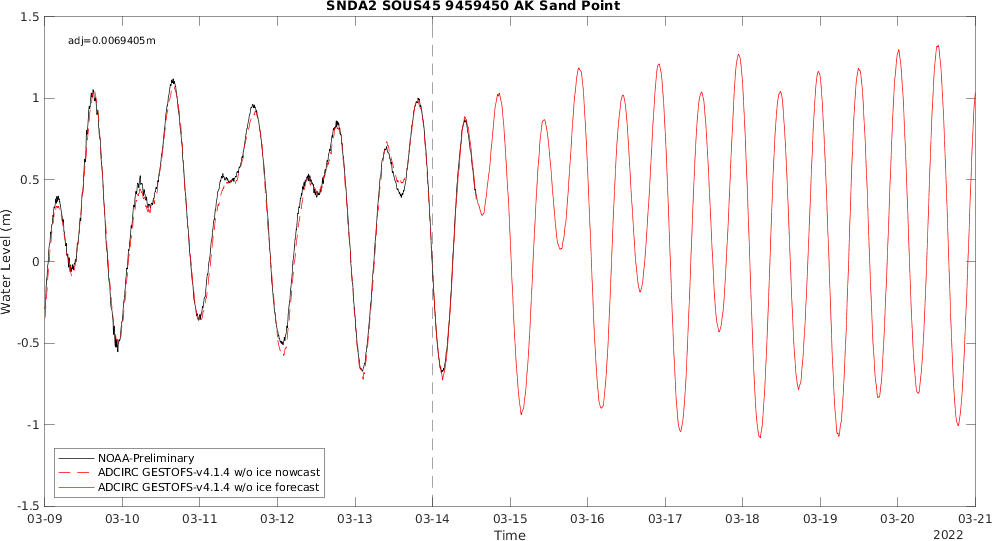 SNDA2 SOUS45 9459450 AK Sand Point
adj=0.0069405m
1.5
1
0.5
0
-0.5
-1
-1.5
Water Level (m)
NOAA-Preliminary
ADCIRC GESTOFS-v4.1.4 w/o ice nowcast
ADCIRC GESTOFS-v4.1.4 w/o ice forecast
03-09 03-10 03-11 03-12 03-13 03-14 03-15 03-16 03-17 03-18 03-19 03-20 03-21
Time
2022